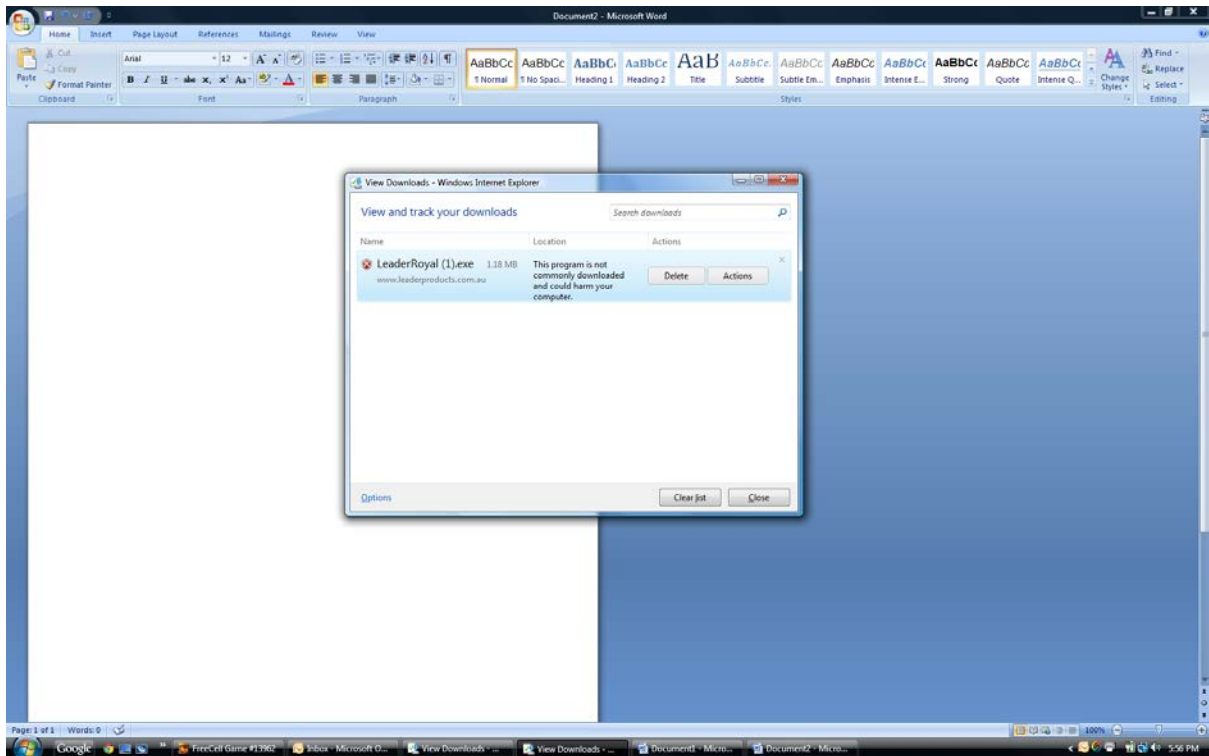 Document2 - Microsoft Word
Home Insert Page Layout References Mailings Review View
Paste
Cut
Copy
Format Painter
Clipboard
Arial 12
Font
Paragraph
AaBbCc AaBbCc AaBbC AaBbCc AaB AaBbCc. AaBbCc AaBbCc AaBbCc AaBbCc AaBbCc AaBbCc
¶ Normal ¶ No Spaci... Heading 1 Heading 2 Title Subtitle Subtle Em... Emphasis Intense E... Strong Quote Intense Q...
Change Styles
Styles
Find
Replace
Select
Editing
View Downloads - Windows Internet Explorer
View and track your downloads
Search downloads
Name Location Actions
LeaderRoyal (1).exe 1.18 MB
www.leaderproducts.com.au
This program is not
commonly downloaded
and could harm your
computer.
Delete Actions
Options
Clear list Close
Page: 1 of 1 Words: 0
100%
Google
FreeCell Game #13962
Inbox - Microsoft O...
View Downloads - ...
View Downloads - ...
Document1 - Micro...
Document2 - Micro...
5:56 PM